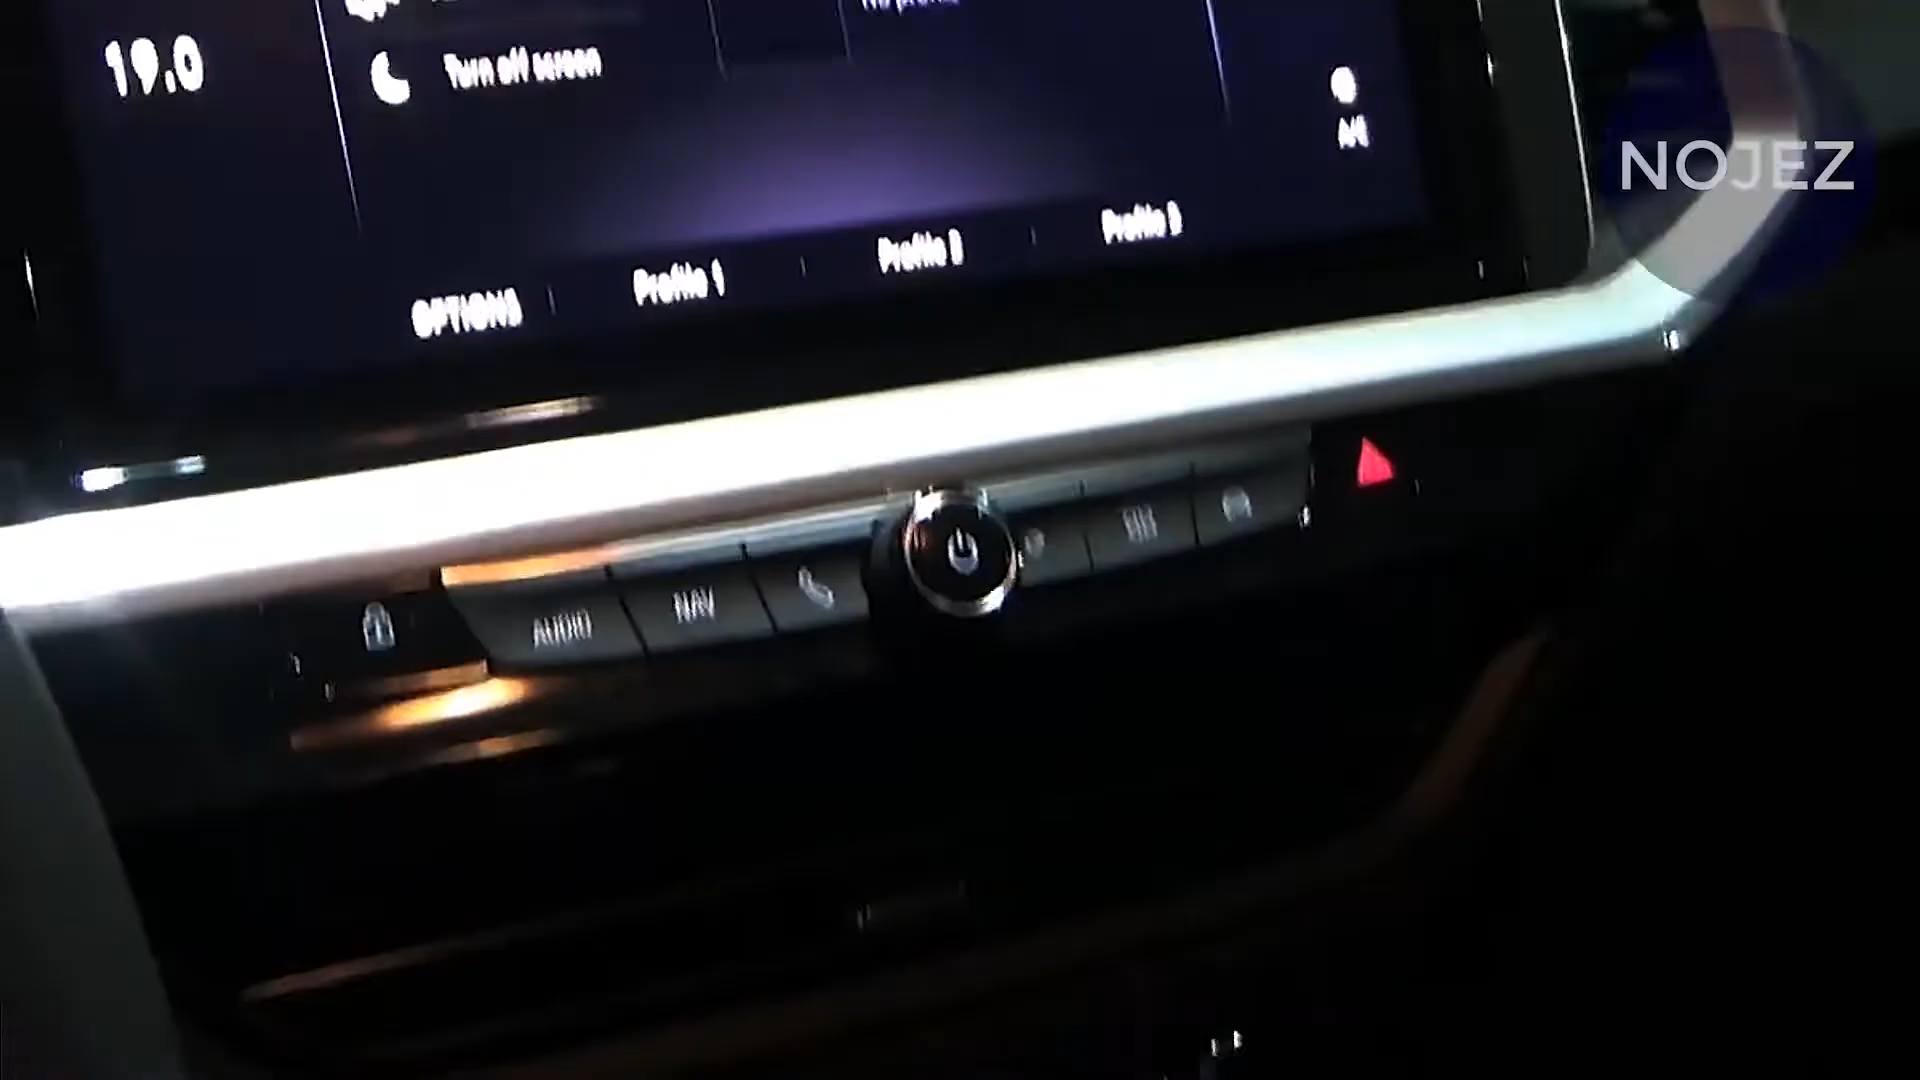 19.0
Turn off screen
A/C
NOJEZ
OPTIONS
Profile 1
Profile 2
Profile 3
AUDIO
NAV